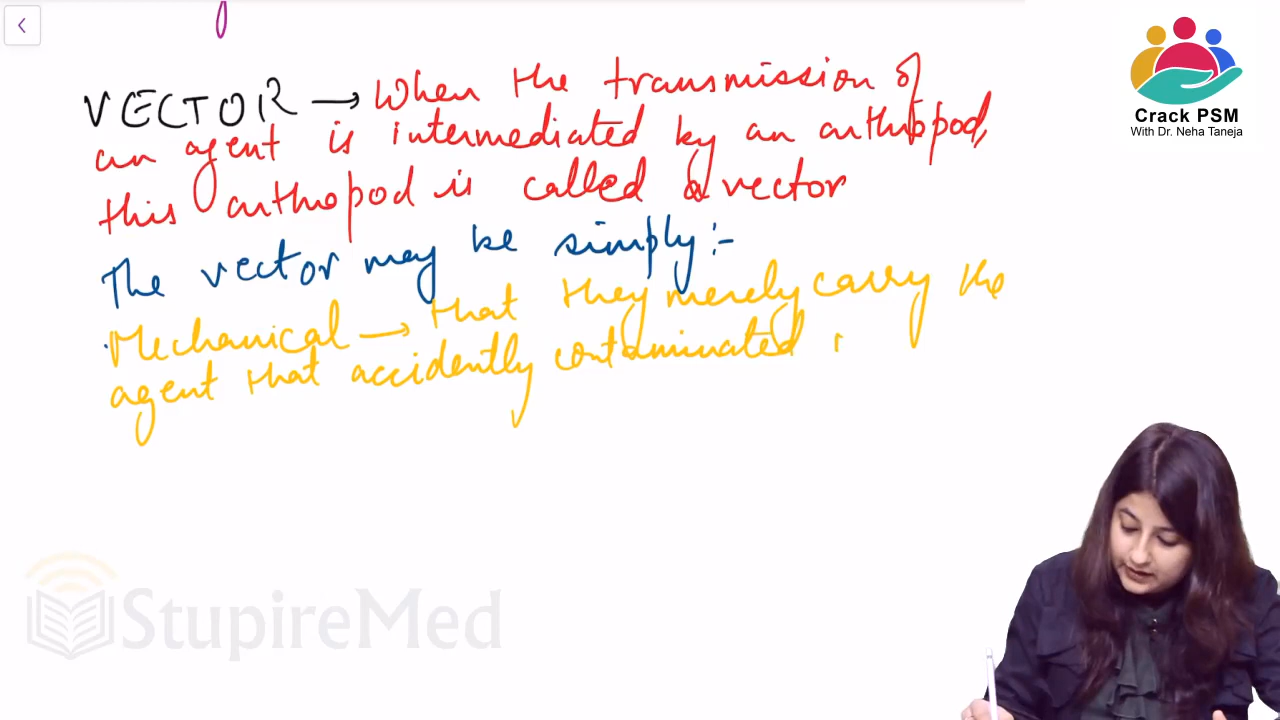 VECTOR → When the transmission of
an agent is intermediated by an arthropod,
this arthropod is called a vector
The vector may be simply :-
Mechanical → that they merely carry the
agent that accidently contaminated
Crack PSM
With Dr. Neha Taneja
StupireMed